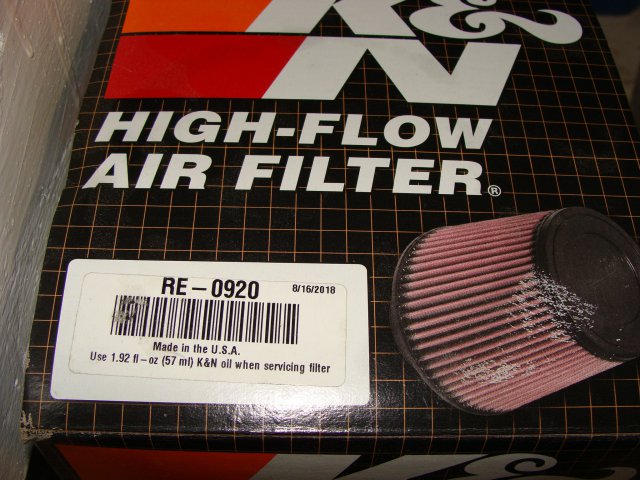 K&N
HIGH-FLOW
AIR FILTER®
RE-0920 8/16/2018
Made in the U.S.A.
Use 1.92 fl-oz (57 ml) K&N oil when servicing filter
K&N